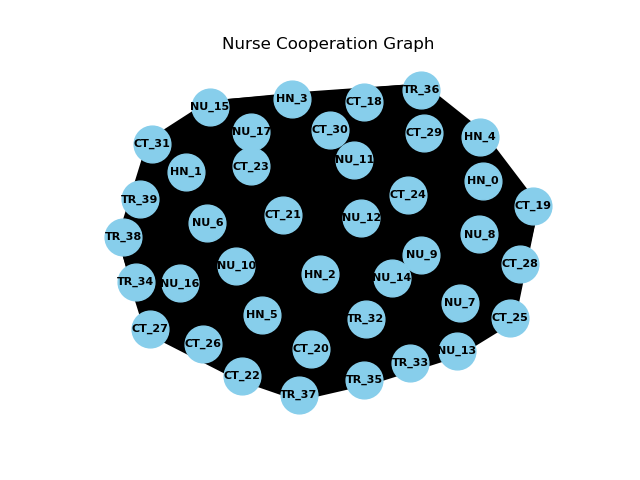 Nurse Cooperation Graph
TR_36
HN_3
CT_18
NU_15
CT_30
NU_17
CT_29
HN_4
CT_31
NU_11
CT_23
HN_1
HN_0
CT_24
TR_39
CT_19
CT_21
NU_12
NU_6
NU_8
TR_38
NU_9
CT_28
NU_10
HN_2
NU_14
TR_34
NU_16
NU_7
HN_5
CT_25
TR_32
CT_27
CT_26
CT_20
NU_13
TR_33
CT_22
TR_35
TR_37